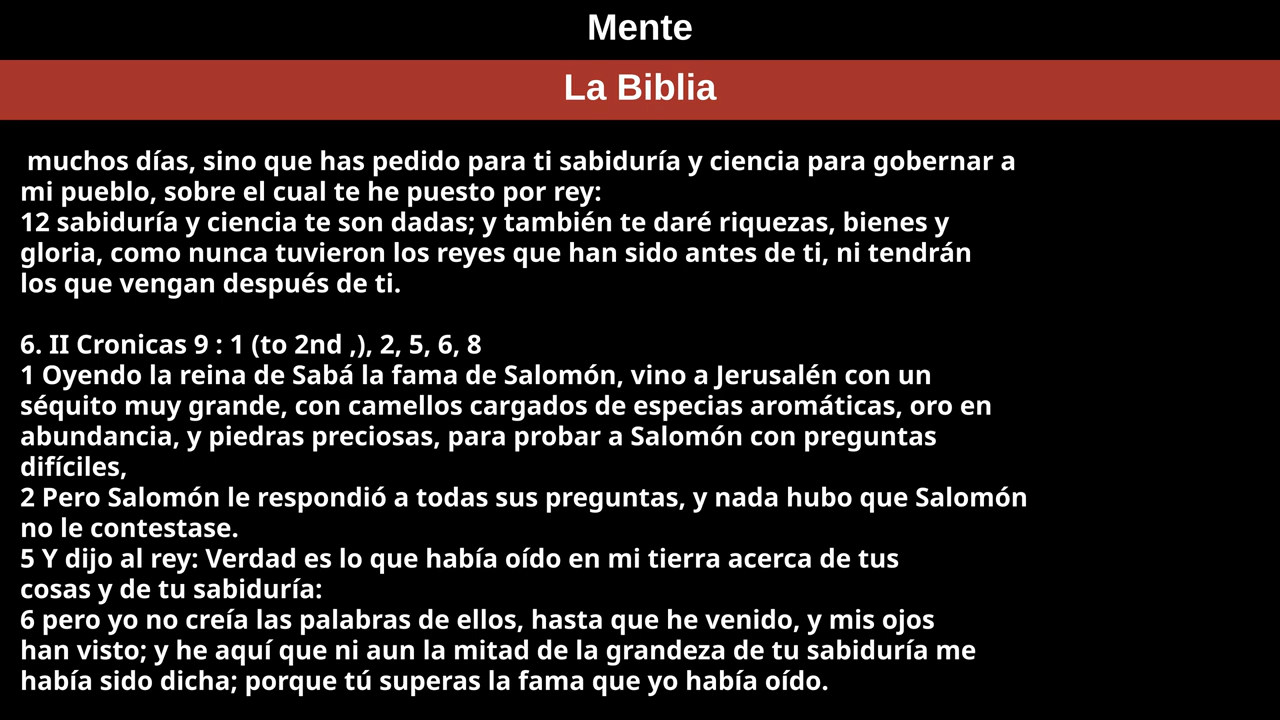 Mente
La Biblia
muchos días, sino que has pedido para ti sabiduría y ciencia para gobernar a
mi pueblo, sobre el cual te he puesto por rey:
12 sabiduría y ciencia te son dadas; y también te daré riquezas, bienes y
gloria, como nunca tuvieron los reyes que han sido antes de ti, ni tendrán
los que vengan después de ti.
6. II Cronicas 9 : 1 (to 2nd ,), 2, 5, 6, 8
1 Oyendo la reina de Sabá la fama de Salomón, vino a Jerusalén con un
séquito muy grande, con camellos cargados de especias aromáticas, oro en
abundancia, y piedras preciosas, para probar a Salomón con preguntas
difíciles,
2 Pero Salomón le respondió a todas sus preguntas, y nada hubo que Salomón
no le contestase.
5 Y dijo al rey: Verdad es lo que había oído en mi tierra acerca de tus
cosas y de tu sabiduría:
6 pero yo no creía las palabras de ellos, hasta que he venido, y mis ojos
han visto; y he aquí que ni aun la mitad de la grandeza de tu sabiduría me
había sido dicha; porque tú superas la fama que yo había oído.